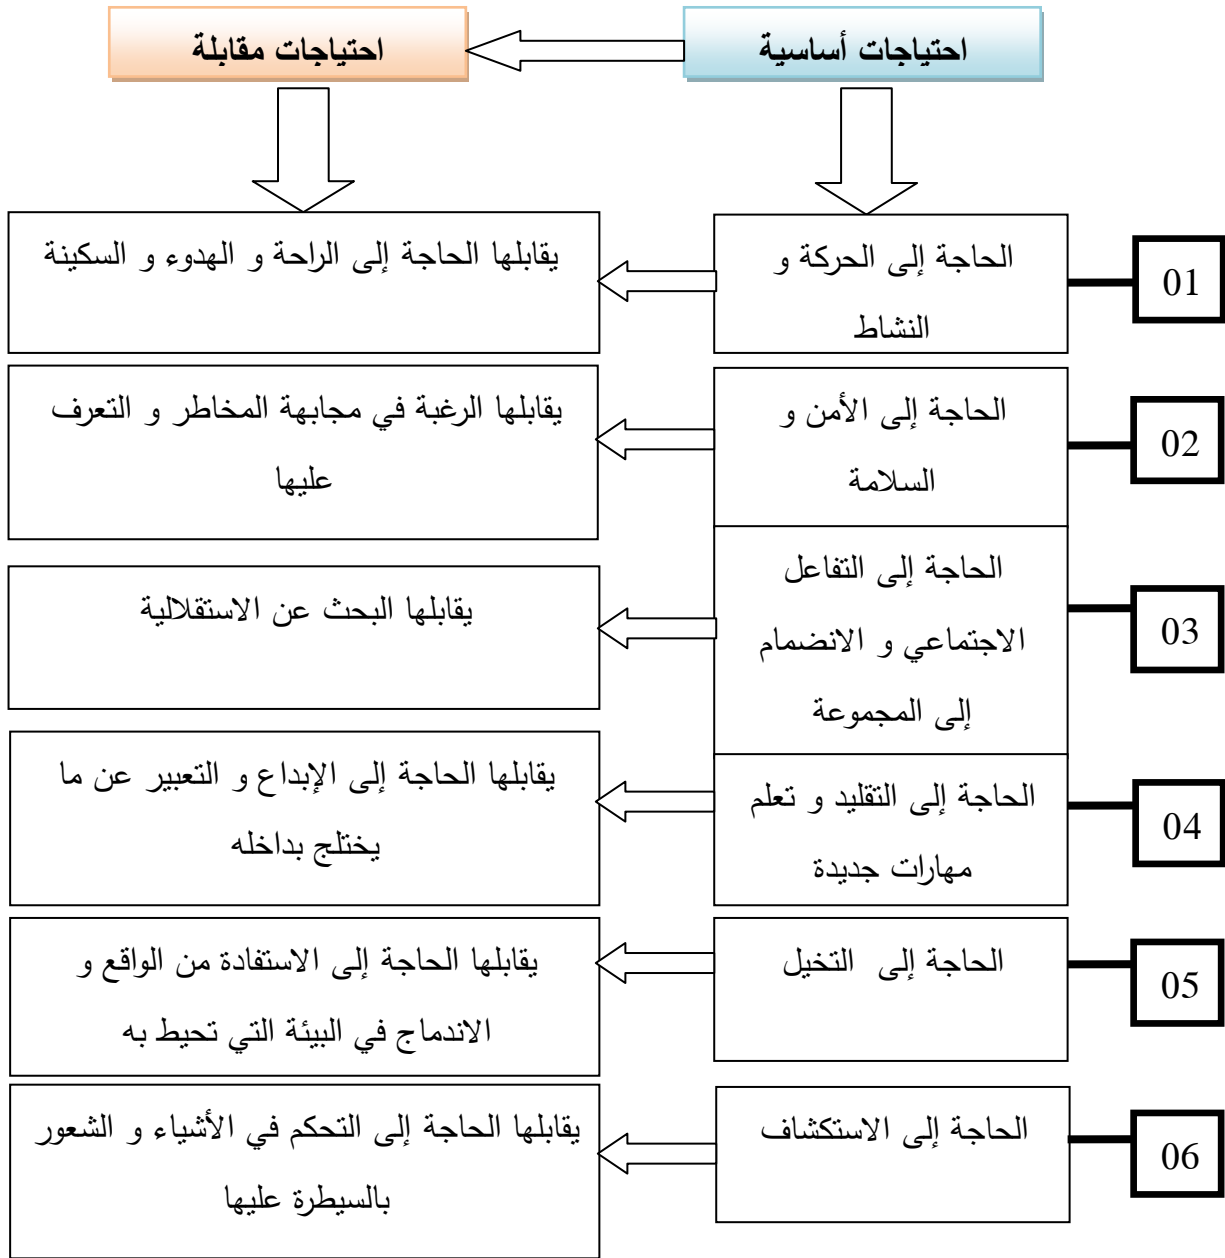 احتياجات أساسية
احتياجات مقابلة
01
الحاجة إلى الحركة و
النشاط
يقابلها الحاجة إلى الراحة و الهدوء و السكينة
02
الحاجة إلى الأمن و
السلامة
يقابلها الرغبة في مجابهة المخاطر و التعرف
عليها
03
الحاجة إلى التفاعل
الاجتماعي و الانضمام
إلى المجموعة
يقابلها البحث عن الاستقلالية
04
الحاجة إلى التقليد و تعلم
مهارات جديدة
يقابلها الحاجة إلى الإبداع و التعبير عن ما
يختلج بداخله
05
الحاجة إلى التخيل
يقابلها الحاجة إلى الاستفادة من الواقع و
الاندماج في البيئة التي تحيط به
06
الحاجة إلى الاستكشاف
يقابلها الحاجة إلى التحكم في الأشياء و الشعور
بالسيطرة عليها